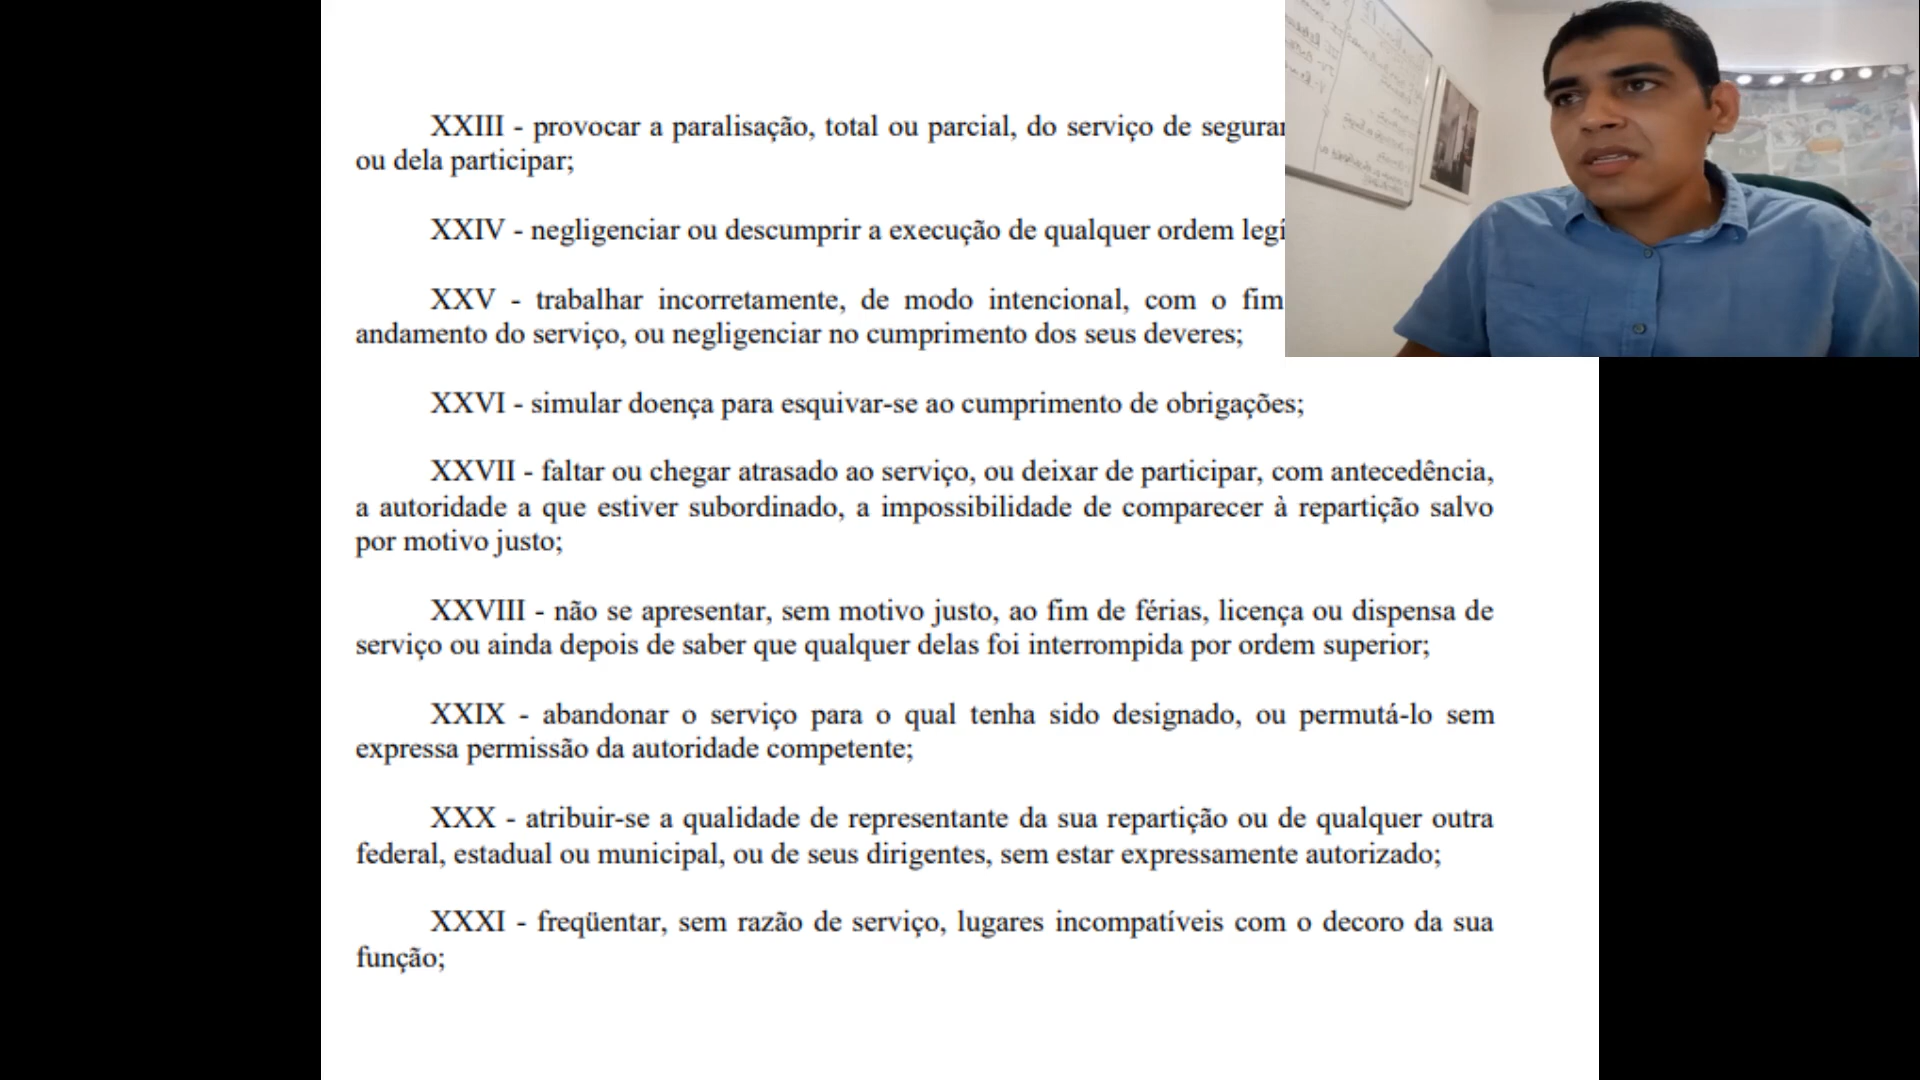 XXIII - provocar a paralisação, total ou parcial, do serviço de
ou dela participar;
XXIV - negligenciar ou descumprir a execução de qualquer ordem
XXV - trabalhar incorretamente, de modo intencional, com o fim
andamento do serviço, ou negligenciar no cumprimento dos seus deveres;
XXVI - simular doença para esquivar-se ao cumprimento de obrigações;
XXVII - faltar ou chegar atrasado ao serviço, ou deixar de participar, com antecedência,
a autoridade a que estiver subordinado, a impossibilidade de comparecer à repartição salvo
por motivo justo;
XXVIII - não se apresentar, sem motivo justo, ao fim de férias, licença ou dispensa de
serviço ou ainda depois de saber que qualquer delas foi interrompida por ordem superior;
XXIX - abandonar o serviço para o qual tenha sido designado, ou permutá-lo sem
expressa permissão da autoridade competente;
XXX - atribuir-se a qualidade de representante da sua repartição ou de qualquer outra
federal, estadual ou municipal, ou de seus dirigentes, sem estar expressamente autorizado;
XXXI - freqüentar, sem razão de serviço, lugares incompatíveis com o decoro da sua
função;